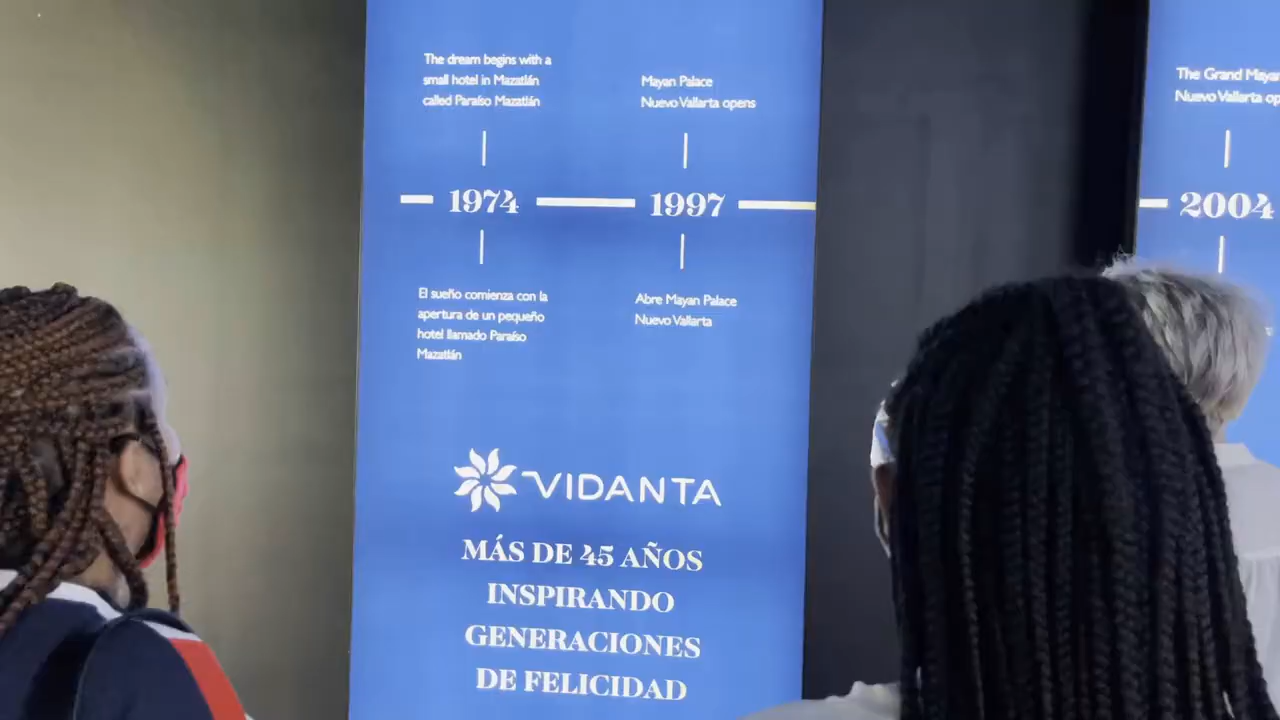 The dream begins with a
small hotel in Mazatlán
called Paraíso Mazatlán
Mayan Palace
Nuevo Vallarta opens
The Grand Mayan
Nuevo Vallarta
1974
1997
2004
El sueño comienza con la
apertura de un pequeño
hotel llamado Paraíso
Mazatlán
Abre Mayan Palace
Nuevo Vallarta
VIDANTA
MÁS DE 45 AÑOS
INSPIRANDO
GENERACIONES
DE FELICIDAD